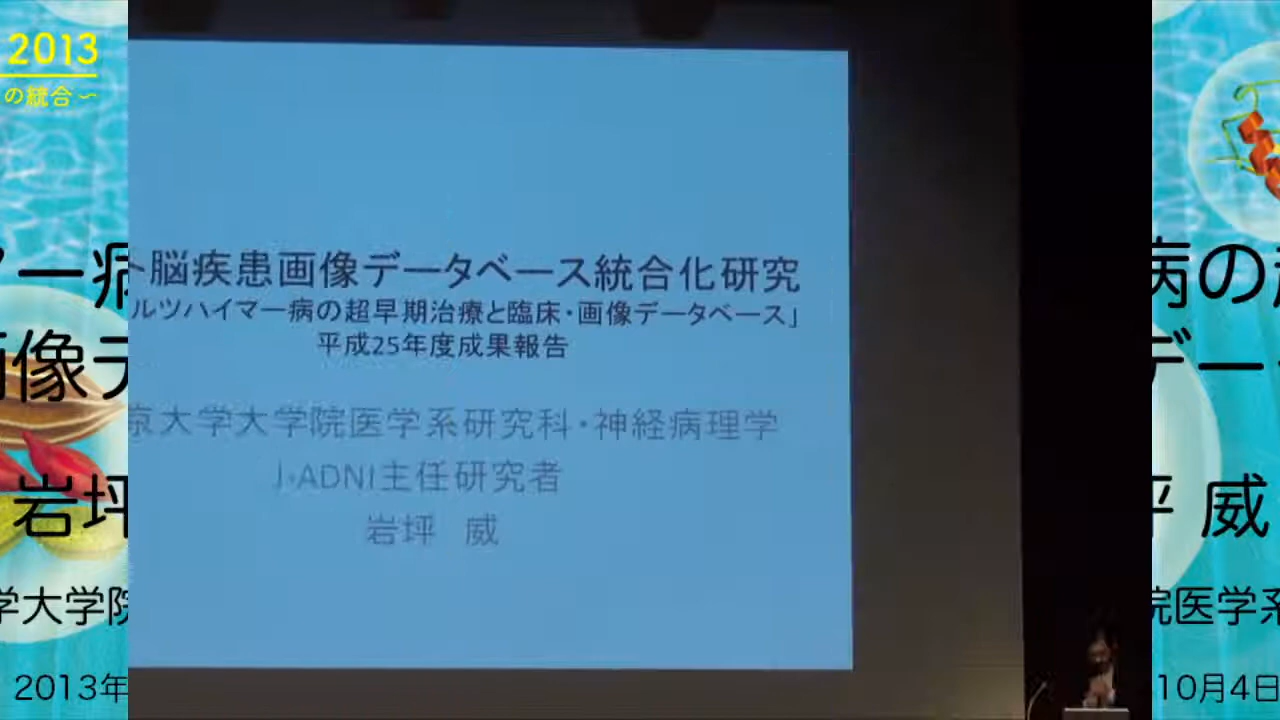 2013
の統合～
ー病
画像デ
岩坪
学大学院
2013年
ト脳疾患画像データベース統合化研究
ルツハイマー病の超早期治療と臨床・画像データベース」
平成25年度成果報告
京大学大学院医学系研究科・神経病理学
J-ADNI主任研究者
岩坪 威
病の
デー
坪 威
院医学系
10月4日